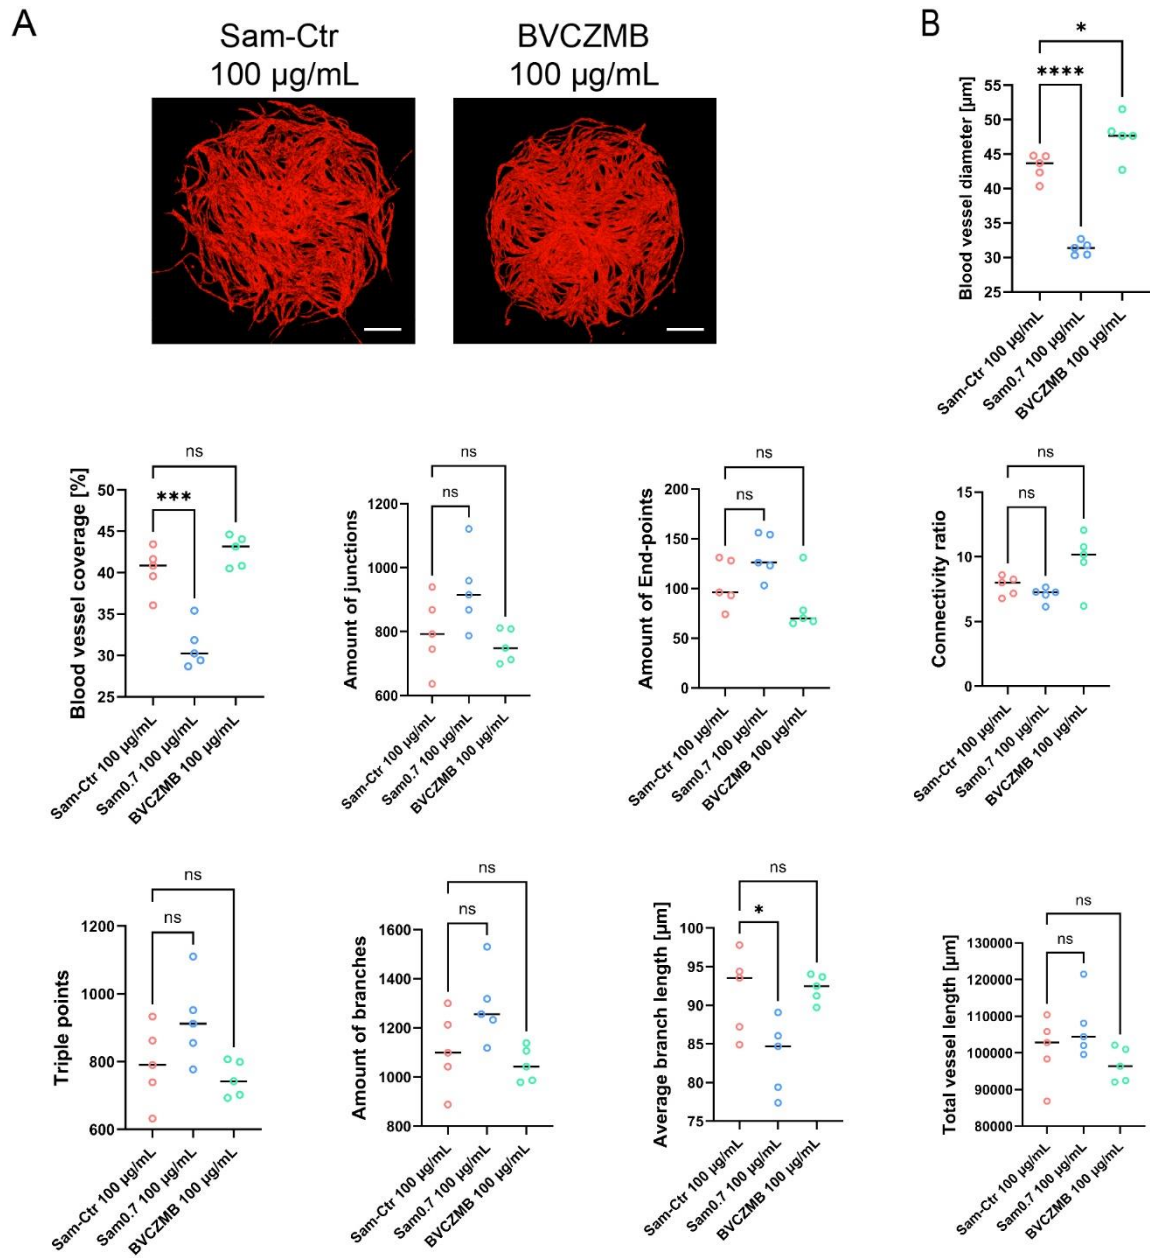 A
Sam-Ctr
100 µg/mL
BVCZMB
100 µg/mL
B
*
****
Blood vessel diameter [µm]
55
50
45
40
35
30
25
Sam-Ctr 100 µg/mL
Sam0.7 100 µg/mL
BVCZMB 100 µg/mL
ns
***
Blood vessel coverage [%]
50
45
40
35
30
25
Sam-Ctr 100 µg/mL
Sam0.7 100 µg/mL
BVCZMB 100 µg/mL
ns
ns
Amount of junctions
1200
1000
800
600
Sam-Ctr 100 µg/mL
Sam0.7 100 µg/mL
BVCZMB 100 µg/mL
ns
ns
Amount of End-points
200
150
100
50
0
Sam-Ctr 100 µg/mL
Sam0.7 100 µg/mL
BVCZMB 100 µg/mL
ns
ns
Connectivity ratio
15
10
5
0
Sam-Ctr 100 µg/mL
Sam0.7 100 µg/mL
BVCZMB 100 µg/mL
ns
ns
Triple points
1200
1000
800
600
Sam-Ctr 100 µg/mL
Sam0.7 100 µg/mL
BVCZMB 100 µg/mL
ns
ns
Amount of branches
1600
1400
1200
1000
800
Sam-Ctr 100 µg/mL
Sam0.7 100 µg/mL
BVCZMB 100 µg/mL
ns
*
Average branch length [µm]
100
95
90
85
80
75
Sam-Ctr 100 µg/mL
Sam0.7 100 µg/mL
BVCZMB 100 µg/mL
ns
ns
Total vessel length [µm]
130000
120000
110000
100000
90000
80000
Sam-Ctr 100 µg/mL
Sam0.7 100 µg/mL
BVCZMB 100 µg/mL